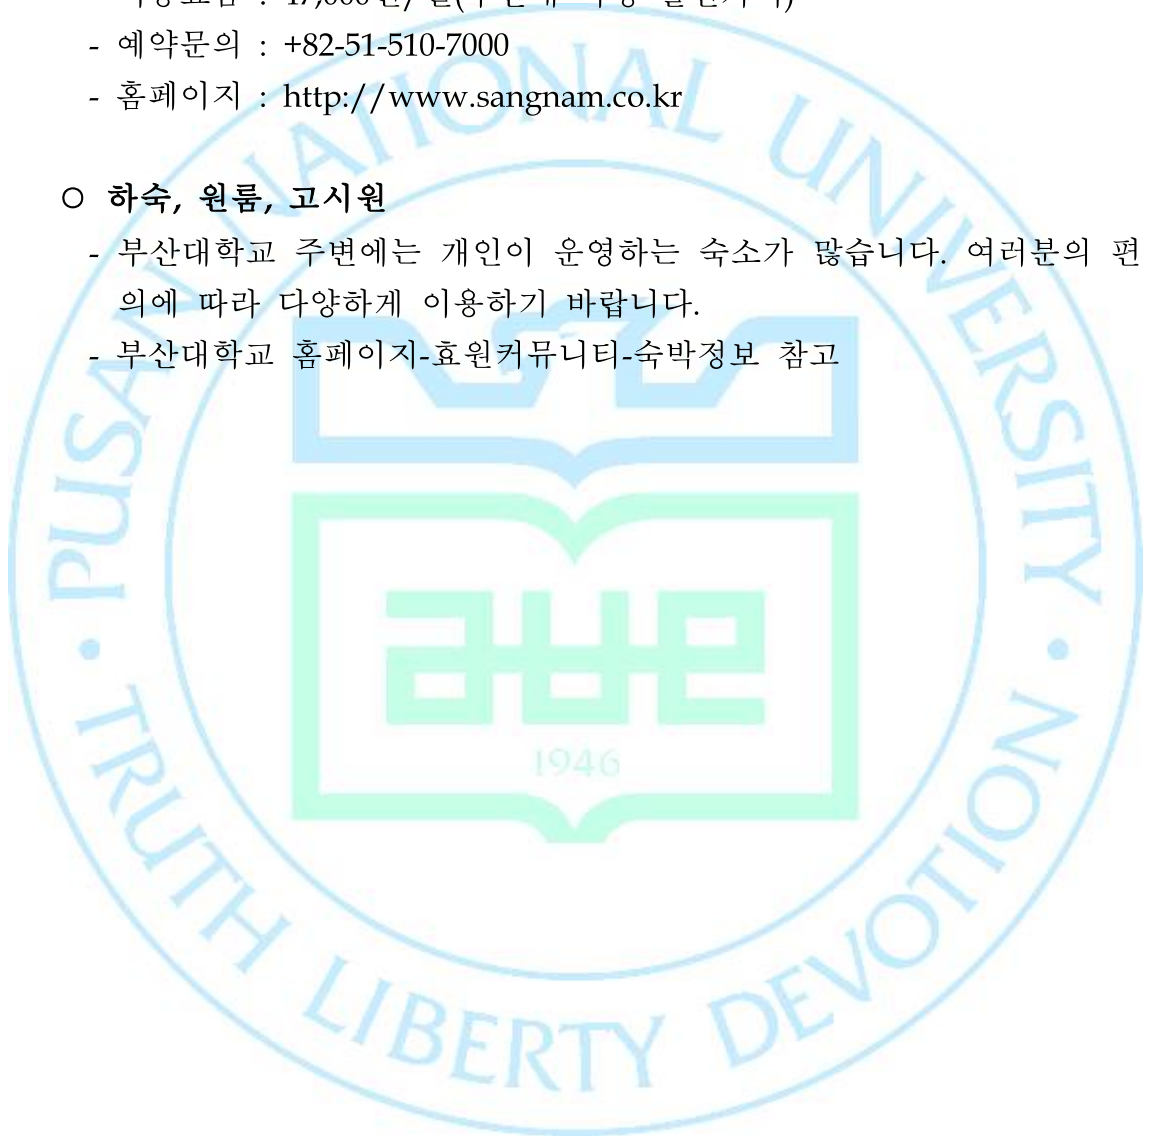 - 예약문의 : +82-51-510-7000
- 홈페이지 : http://www.sangnam.co.kr
○ 하숙, 원룸, 고시원
- 부산대학교 주변에는 개인이 운영하는 숙소가 많습니다. 여러분의 편
의에 따라 다양하게 이용하기 바랍니다.
- 부산대학교 홈페이지-효원커뮤니티-숙박정보 참고
PUSAN NATIONAL UNIVERSITY
1946
TRUTH LIBERTY DEVOTION